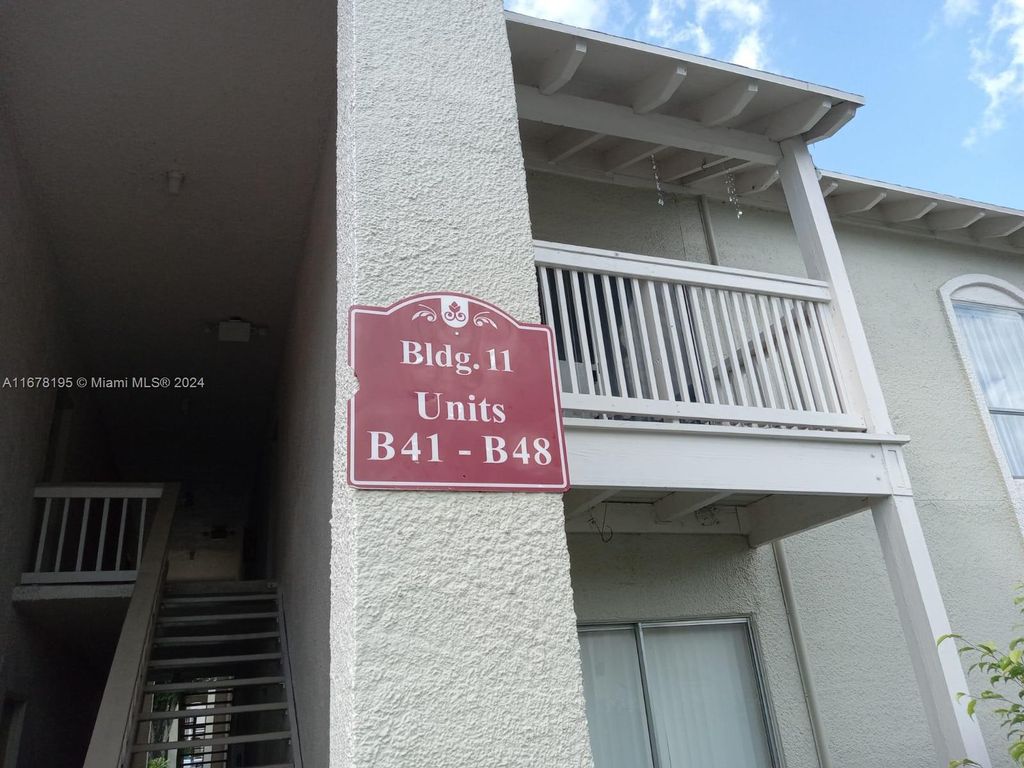 Bldg. 11
Units
B41 - B48
A11678195 © Miami MLS® 2024